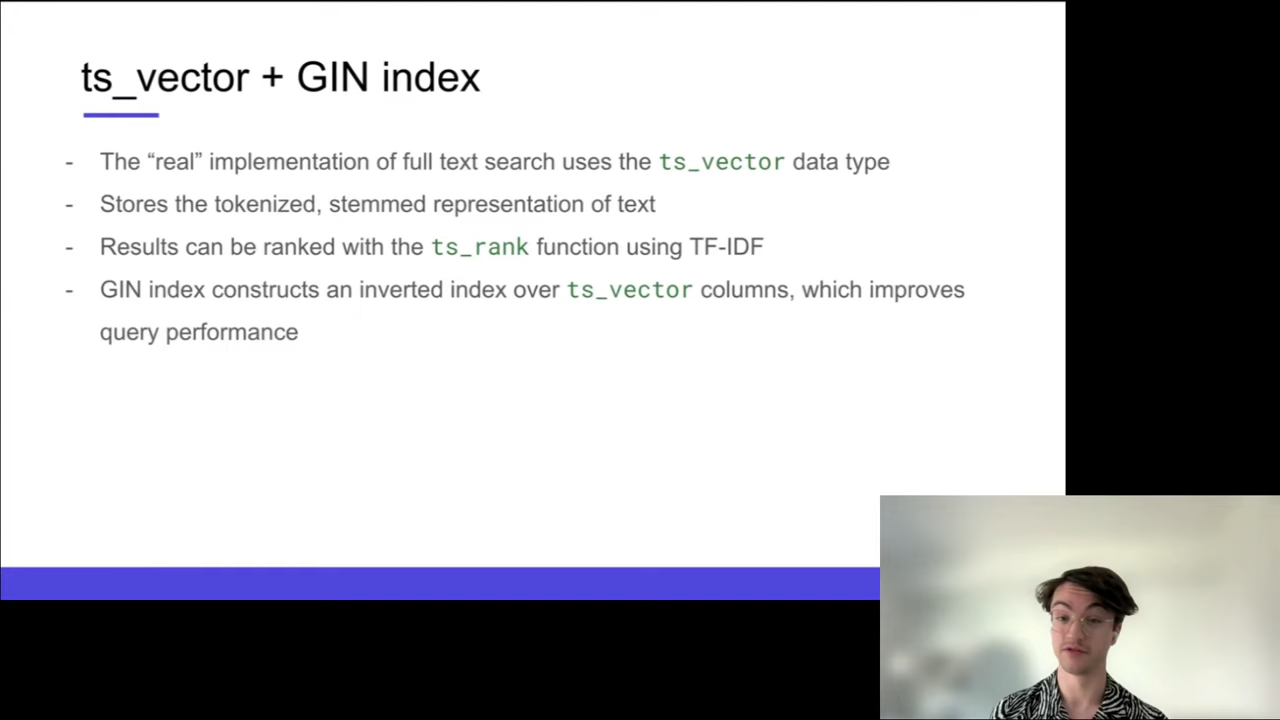 ts_vector + GIN index
- The “real” implementation of full text search uses the ts_vector data type
- Stores the tokenized, stemmed representation of text
- Results can be ranked with the ts_rank function using TF-IDF
- GIN index constructs an inverted index over ts_vector columns, which improves
query performance